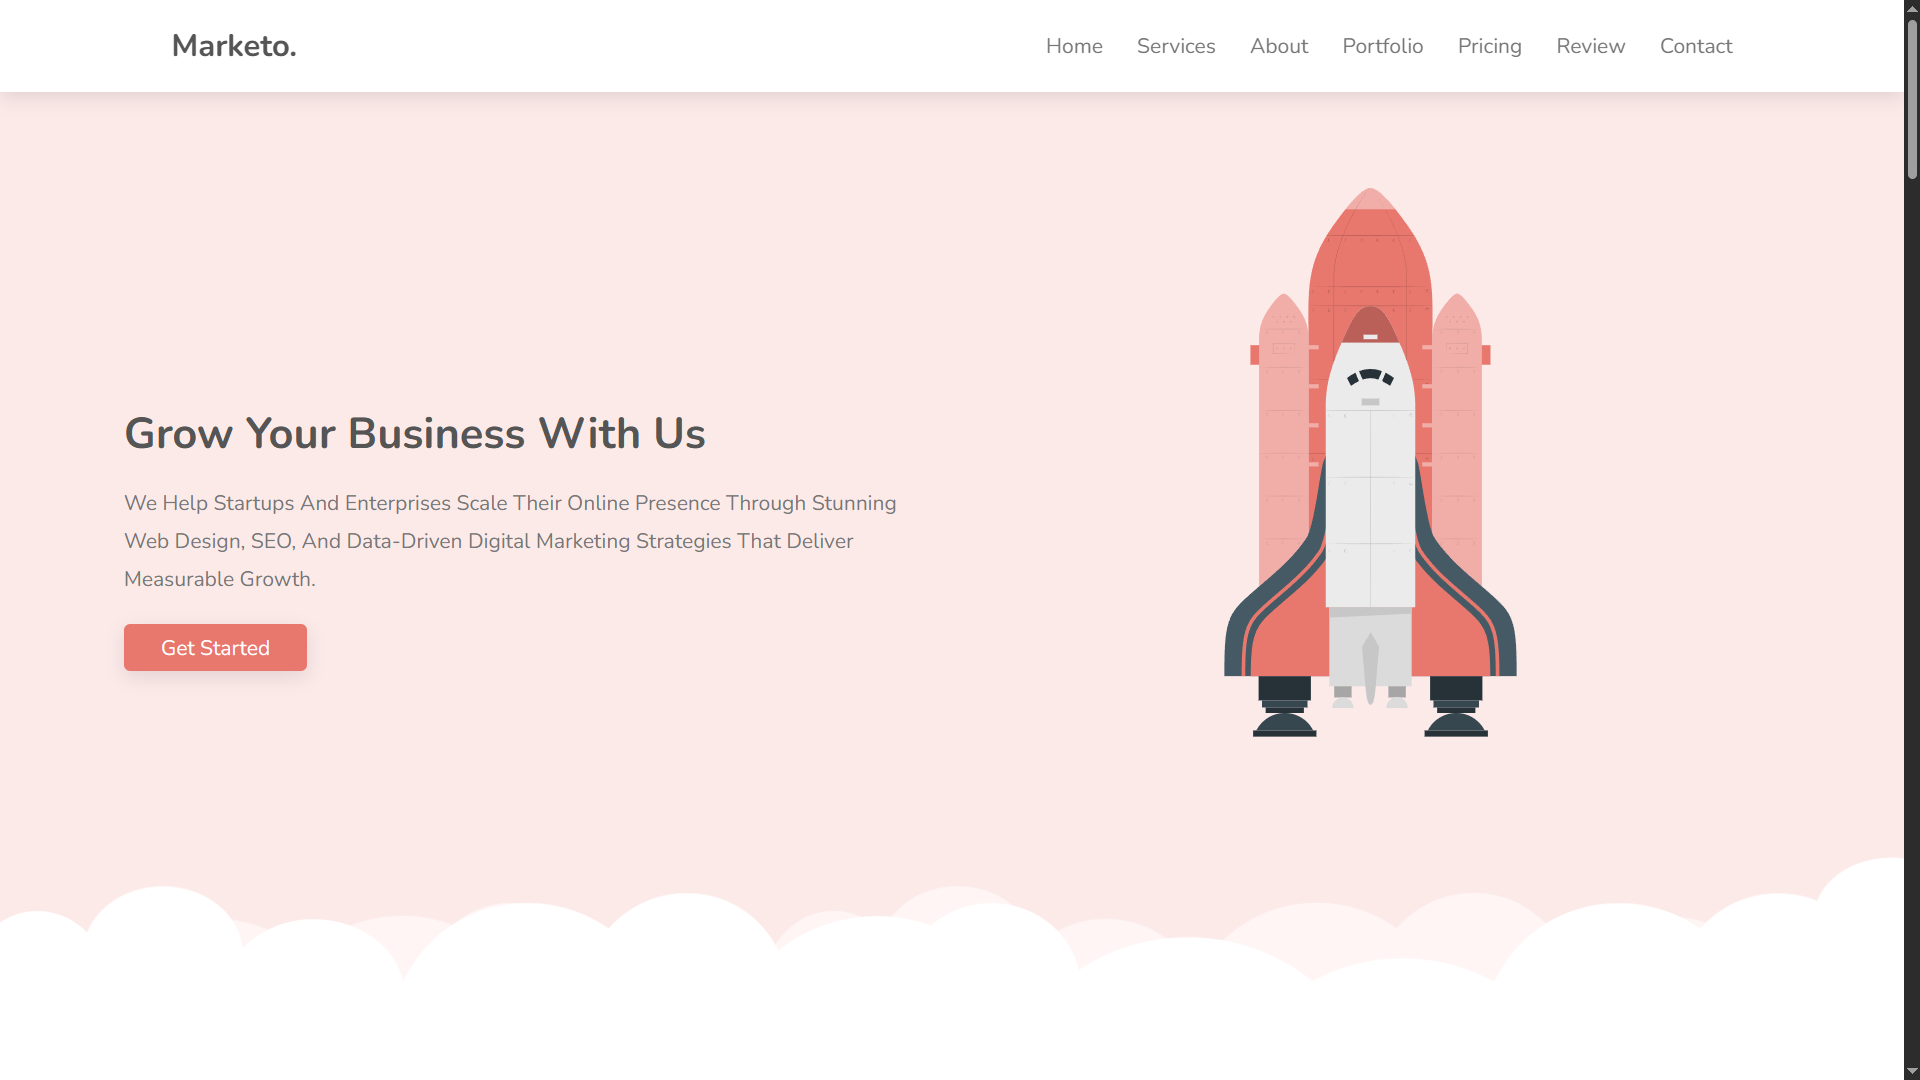 Marketo.
Home Services About Portfolio Pricing Review Contact
Grow Your Business With Us
We Help Startups And Enterprises Scale Their Online Presence Through Stunning
Web Design, SEO, And Data-Driven Digital Marketing Strategies That Deliver
Measurable Growth.
Get Started